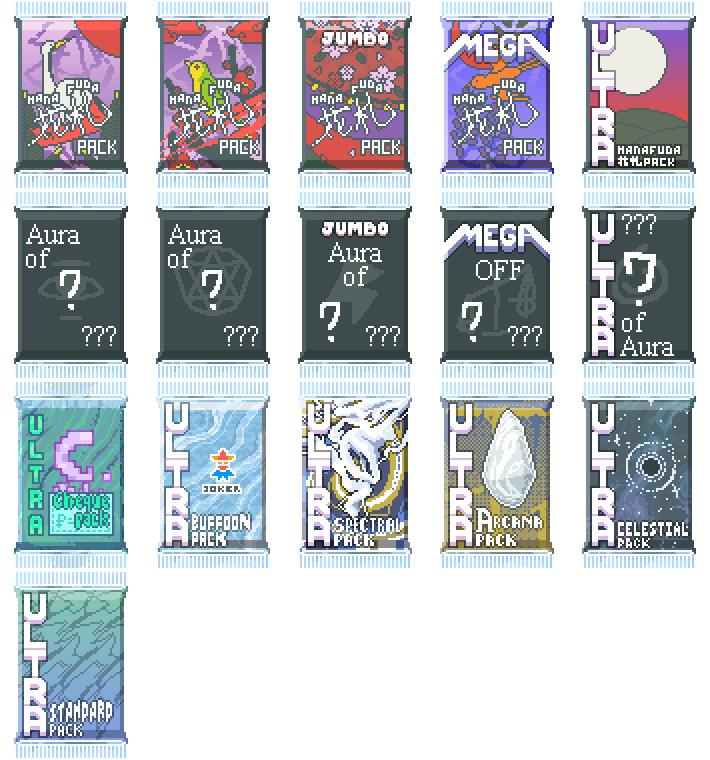 HANA FUDA
花札
PACK
HANA FUDA
花札
PACK
JUMBO
HANA FUDA
花札
PACK
MEGA
HANA FUDA
花札
PACK
ULTRA
HANAFUDA
花札 PACK
Aura
of
?
???
Aura
of
?
???
JUMBO
Aura
of
?
???
MEGA
OFF
?
???
ULTRA
???
?
of
Aura
ULTRA
C.
Cheque
pack
ULTRA
JOKER
BUFFOON
PACK
ULTRA
SPECTRAL
PACK
ULTRA
ARCANA
PACK
ULTRA
CELESTIAL
PACK
ULTRA
STANDARD
PACK